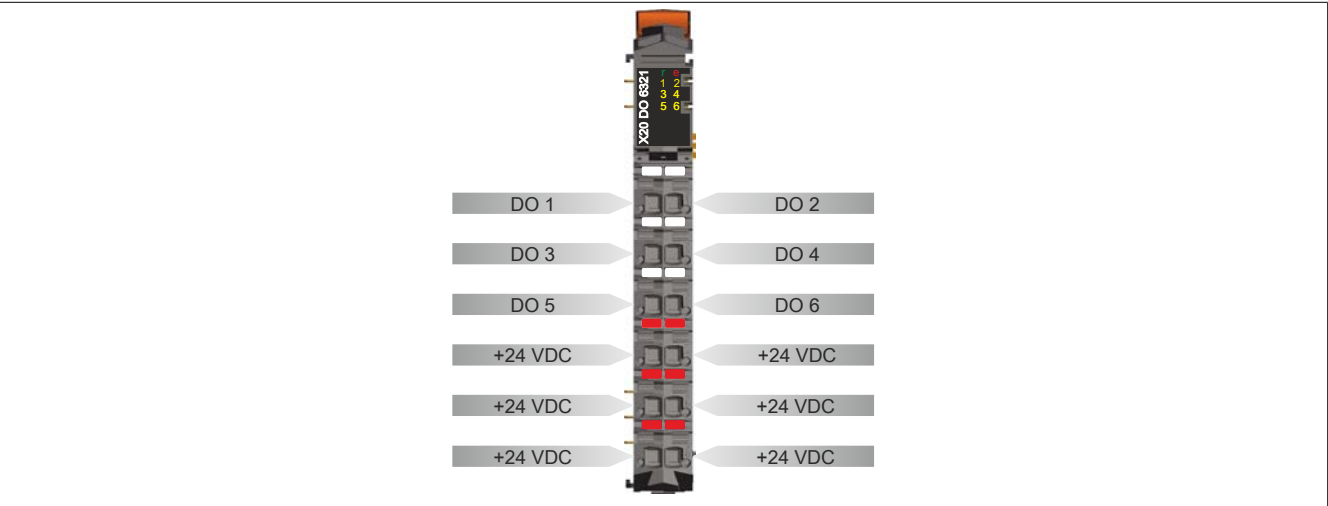 X20 DO 6321
r e
1 2
3 4
5 6
DO 1 DO 2
DO 3 DO 4
DO 5 DO 6
+24 VDC +24 VDC
+24 VDC +24 VDC
+24 VDC +24 VDC